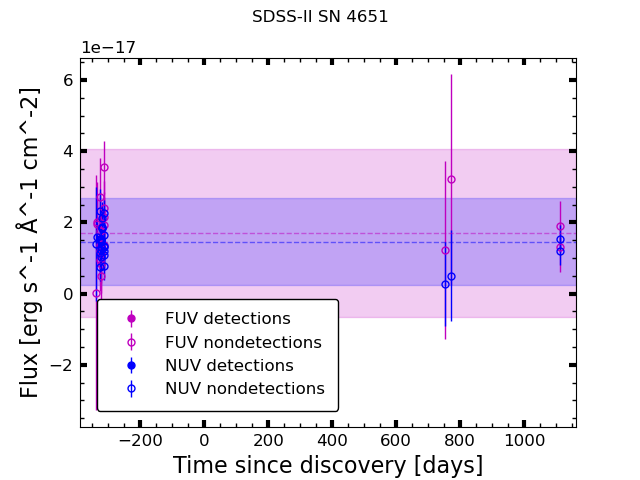 SDSS-II SN 4651
1e−17
6
4
2
0
−2
Flux [erg s^-1 Å^-1 cm^-2]
FUV detections
FUV nondetections
NUV detections
NUV nondetections
−200 0 200 400 600 800 1000
Time since discovery [days]